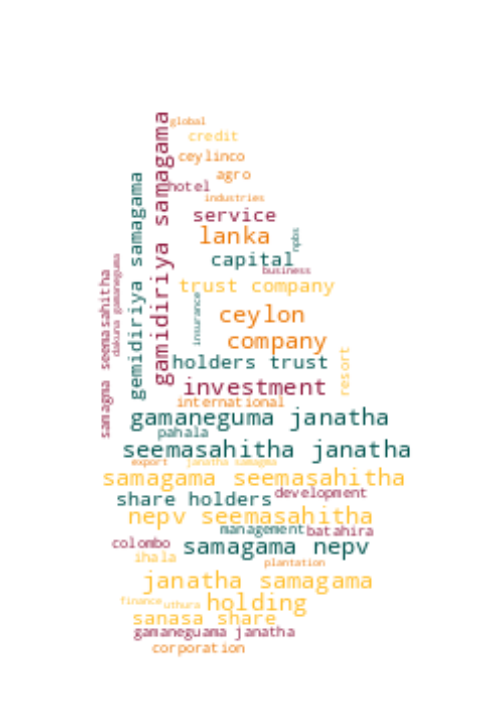 global
credit
ceylinco
agro
hotel
industries
service
lanka
npbs
capital
business
trust company
insurance
ceylon
company
holders trust
resort
investment
international
gamidiriya samagama
gemidiriya samagama
dakuna gamaneguma
samagma seemasahitha
gamaneguma janatha
pahala
seemasahitha janatha
export
janatha samagma
samagama seemasahitha
share holders
development
nepv seemasahitha
management
batahira
colombo
samagama nepv
ihala
plantation
janatha samagama
finance
uthura
holding
sanasa share
gamaneguama janatha
corporation